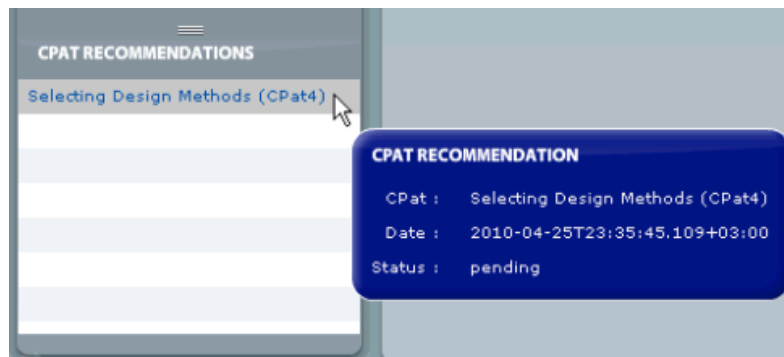 CPAT RECOMMENDATIONS
Selecting Design Methods (CPat4)
CPAT RECOMMENDATION
CPat : Selecting Design Methods (CPat4)
Date : 2010-04-25T23:35:45.109+03:00
Status : pending